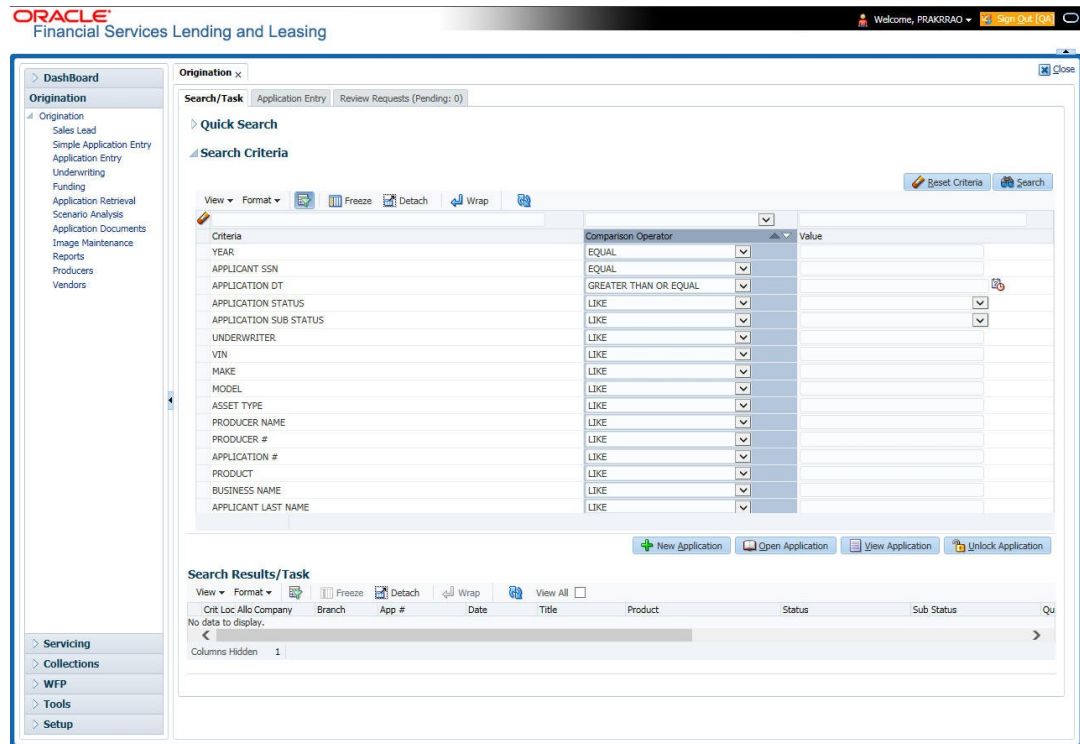 ORACLE
Financial Services Lending and Leasing
Welcome, PRAKRRAO
Sign Out [QA]
DashBoard
Origination
Origination
Sales Lead
Simple Application Entry
Application Entry
Underwriting
Funding
Application Retrieval
Scenario Analysis
Application Documents
Image Maintenance
Reports
Producers
Vendors
Servicing
Collections
WFP
Tools
Setup
Origination x
Close
Search/Task Application Entry Review Requests (Pending: 0)
Quick Search
Search Criteria
Reset Criteria Search
View Format Freeze Detach Wrap
Criteria Comparison Operator Value
YEAR EQUAL
APPLICANT SSN EQUAL
APPLICATION DT GREATER THAN OR EQUAL
APPLICATION STATUS LIKE
APPLICATION SUB STATUS LIKE
UNDERWRITER LIKE
VIN LIKE
MAKE LIKE
MODEL LIKE
ASSET TYPE LIKE
PRODUCER NAME LIKE
PRODUCER # LIKE
APPLICATION # LIKE
PRODUCT LIKE
BUSINESS NAME LIKE
APPLICANT LAST NAME LIKE
New Application Open Application View Application Unlock Application
Search Results/Task
View Format Freeze Detach Wrap View All
Crit Loc Allo Company Branch App # Date Title Product Status Sub Status Qu
No data to display.
Columns Hidden 1